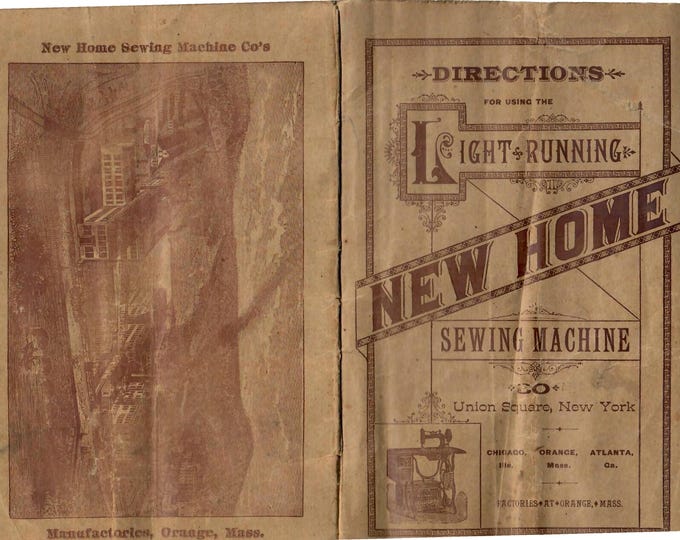 New Home Sewing Machine Co's
Manufactories, Orange, Mass.
DIRECTIONS
FOR USING THE
LIGHT RUNNING
NEW HOME
SEWING MACHINE
CO
Union Square, New York
CHICAGO, ORANGE, ATLANTA,
Ills. Mass. Ga.
FACTORIES AT ORANGE, MASS.